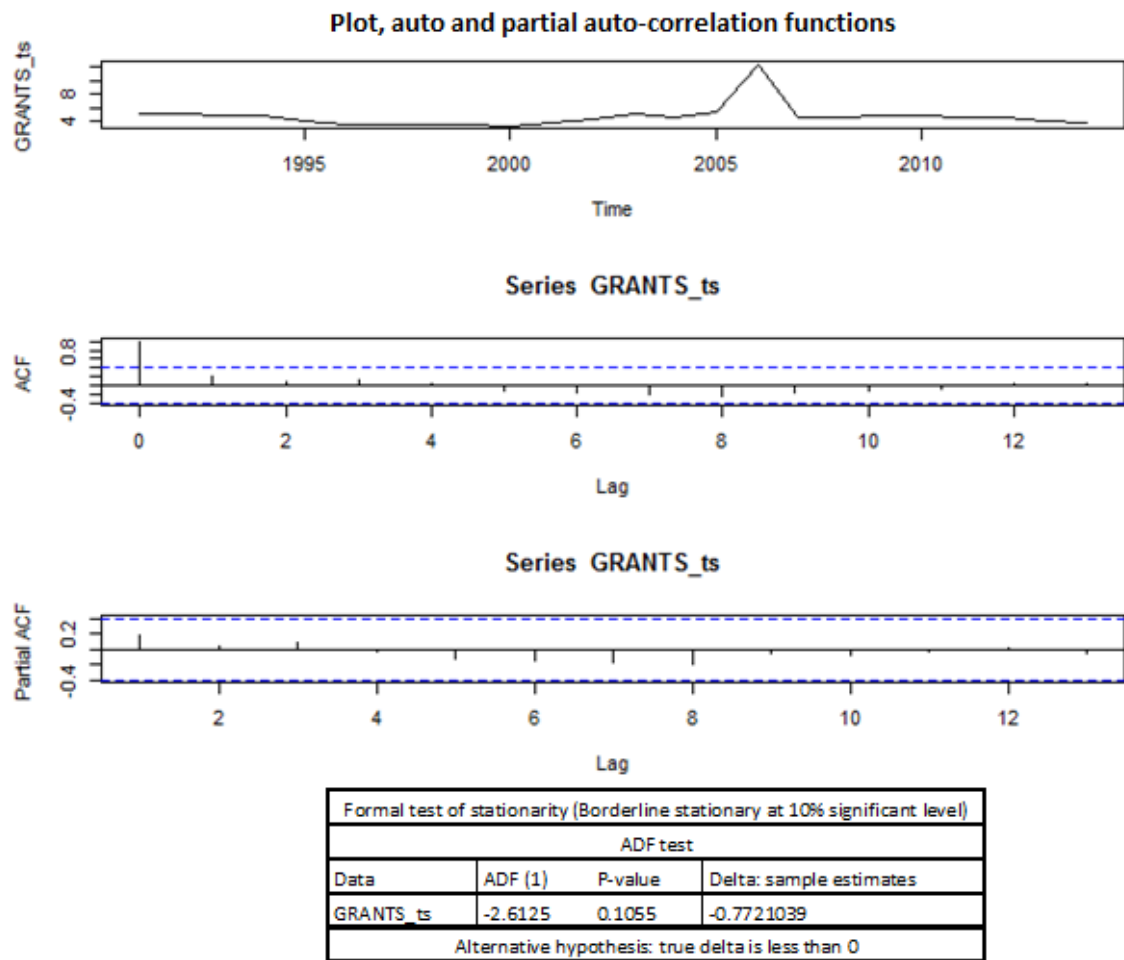 Plot, auto and partial auto-correlation functions
GRANTS_ts
8
4
1995 2000 2005 2010
Time
Series GRANTS_ts
ACF
0.8
-0.4
0 2 4 6 8 10 12
Lag
Series GRANTS_ts
Partial ACF
0.2
-0.4
2 4 6 8 10 12
Lag
Formal test of stationarity (Borderline stationary at 10% significant level)
ADF test
Data ADF (1) P-value Delta: sample estimates
GRANTS_ts -2.6125 0.1055 -0.7721039
Alternative hypothesis: true delta is less than 0